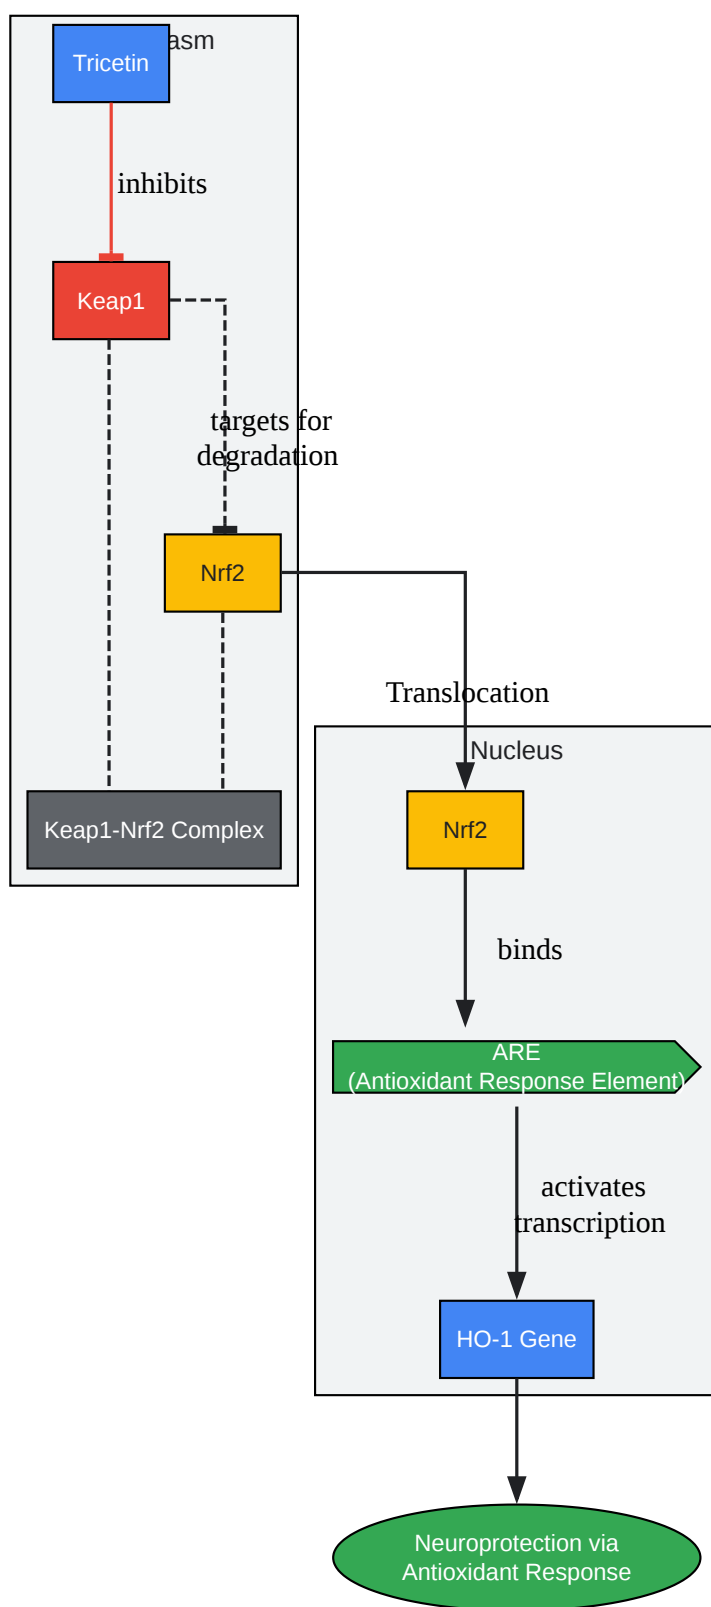 asm
Tricetin
inhibits
Keap1
targets for
degradation
Nrf2
Translocation
Nucleus
Keap1-Nrf2 Complex
Nrf2
binds
ARE
(Antioxidant Response Element)
activates
transcription
HO-1 Gene
Neuroprotection via
Antioxidant Response